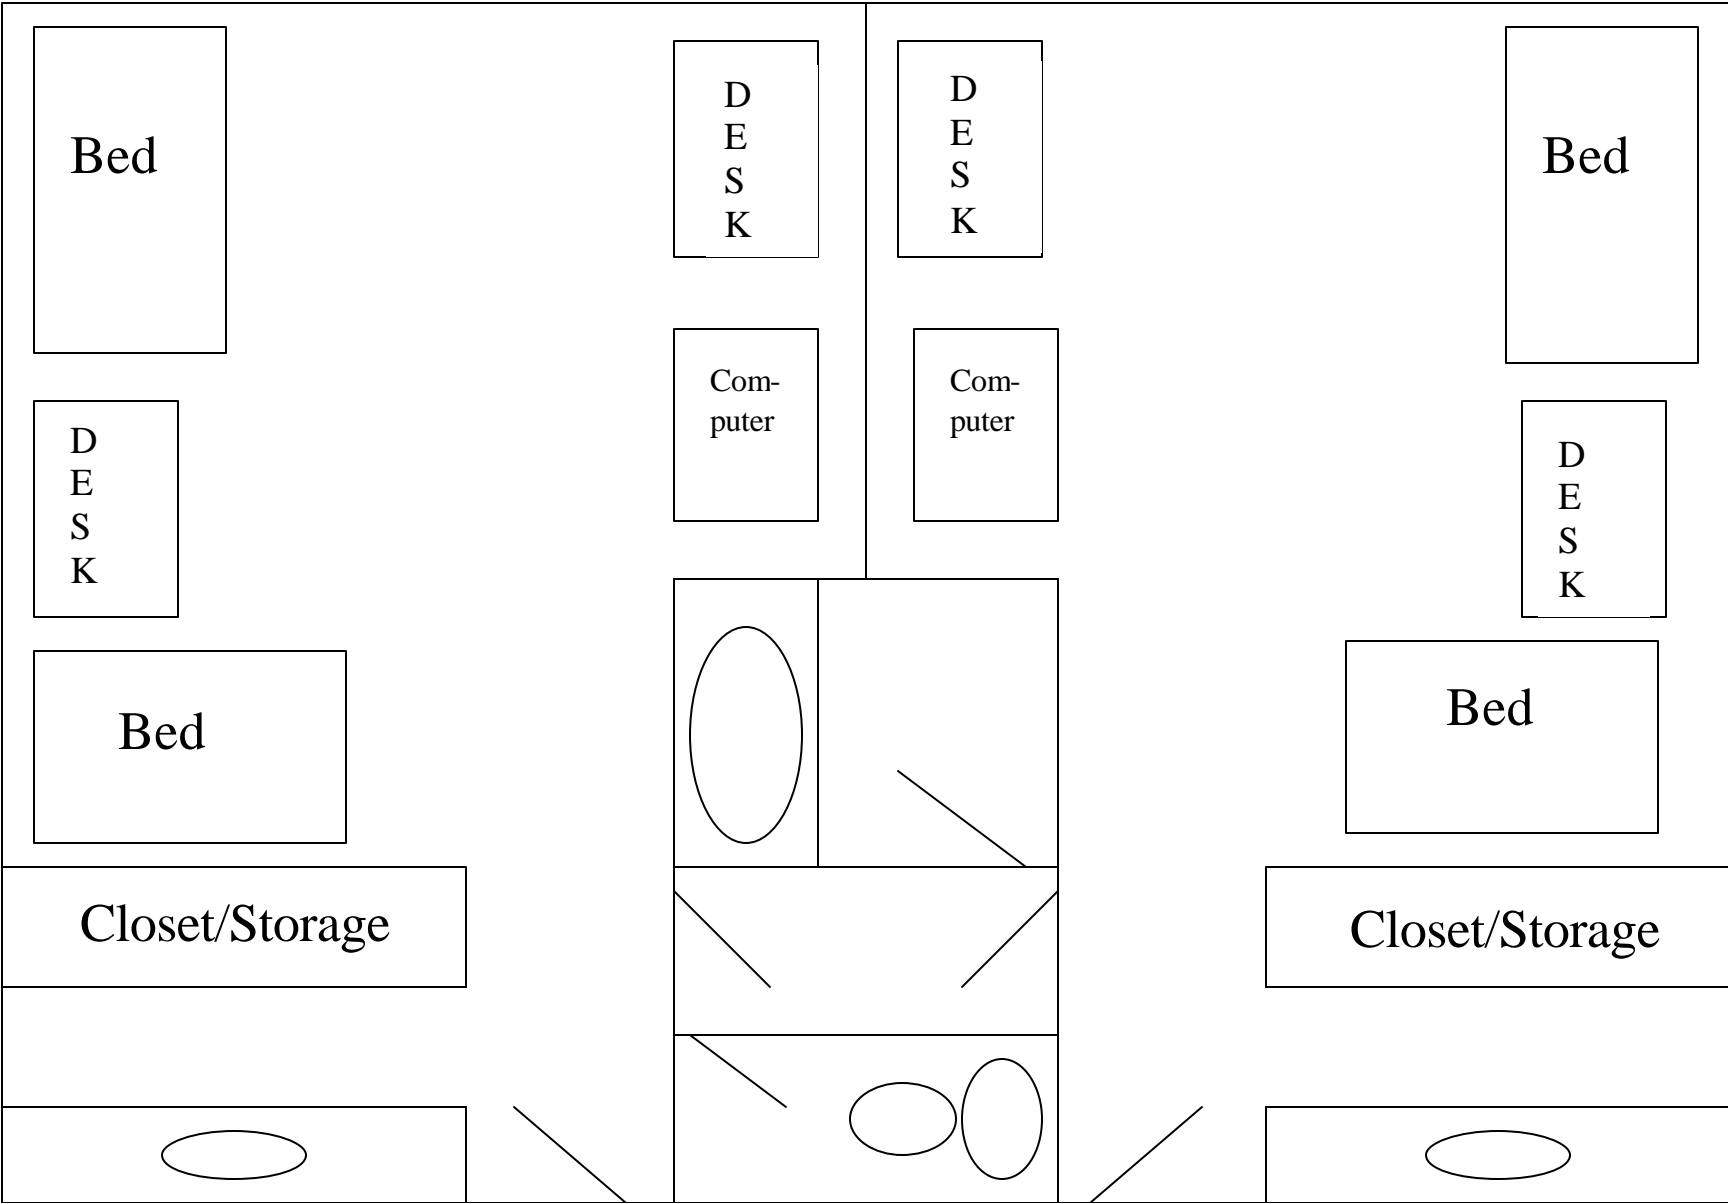 Bed
D
E
S
K
D
E
S
K
Bed
Com-
puter
Com-
puter
D
E
S
K
D
E
S
K
Bed
Bed
Closet/Storage
Closet/Storage